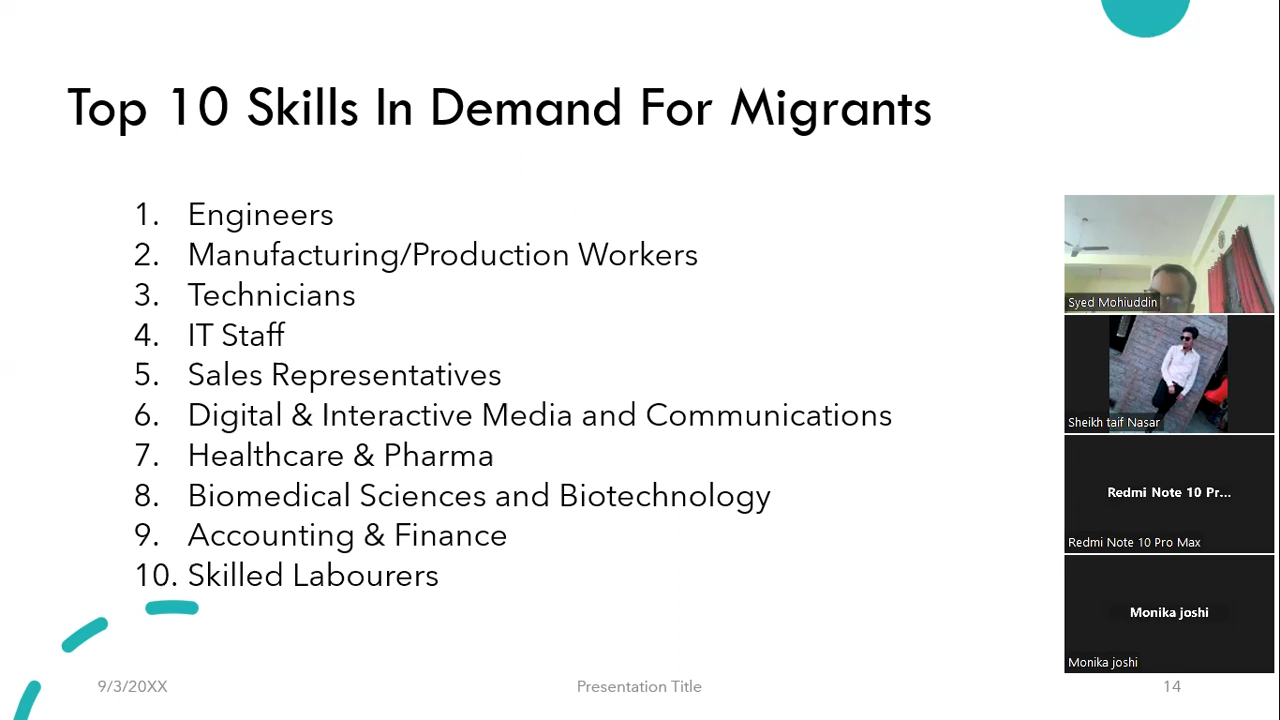 Top 10 Skills In Demand For Migrants
1. Engineers
2. Manufacturing/Production Workers
3. Technicians
4. IT Staff
5. Sales Representatives
6. Digital & Interactive Media and Communications
7. Healthcare & Pharma
8. Biomedical Sciences and Biotechnology
9. Accounting & Finance
10. Skilled Labourers
9/3/20XX
Presentation Title
14
Syed Mohiuddin
Sheikh taif Nasar
Redmi Note 10 Pr...
Redmi Note 10 Pro Max
Monika joshi
Monika joshi